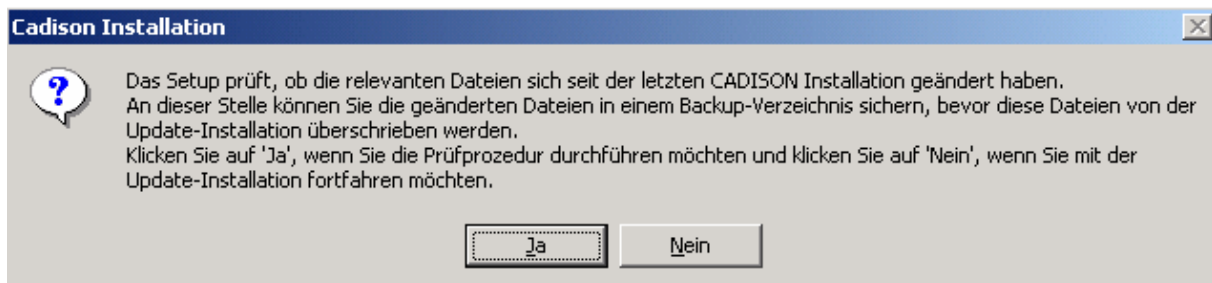 Cadison Installation
Das Setup prüft, ob die relevanten Dateien sich seit der letzten CADISON Installation geändert haben.
An dieser Stelle können Sie die geänderten Dateien in einem Backup-Verzeichnis sichern, bevor diese Dateien von der
Update-Installation überschrieben werden.
Klicken Sie auf 'Ja', wenn Sie die Prüfprozedur durchführen möchten und klicken Sie auf 'Nein', wenn Sie mit der
Update-Installation fortfahren möchten.
Ja
Nein